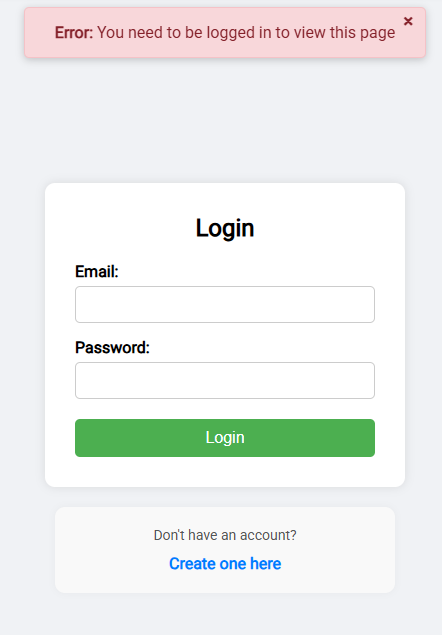 Error: You need to be logged in to view this page ×
Login
Email:
Password:
Login
Don't have an account?
Create one here